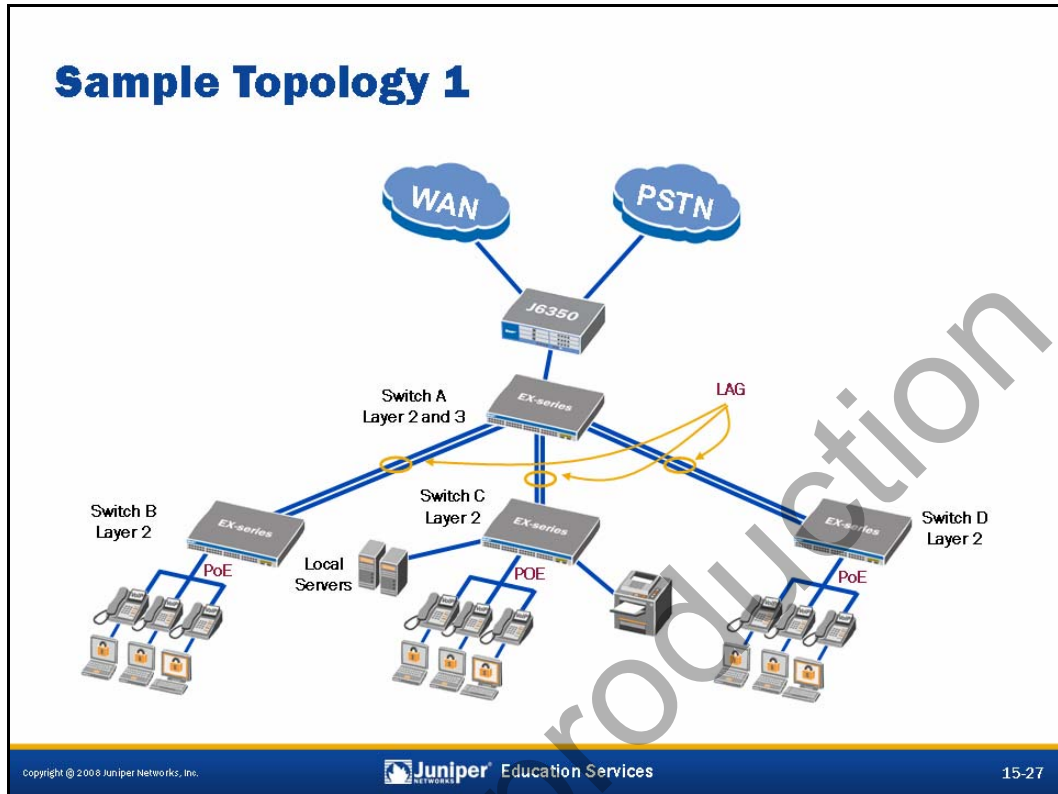 Sample Topology 1
WAN
PSTN
J6350
Switch A
Layer 2 and 3
EX-series
LAG
Switch B
Layer 2
EX-series
Switch C
Layer 2
EX-series
EX-series
Switch D
Layer 2
PoE
Local
Servers
POE
PoE
production
Copyright © 2008 Juniper Networks, Inc.
Juniper NETWORKS Education Services
15-27